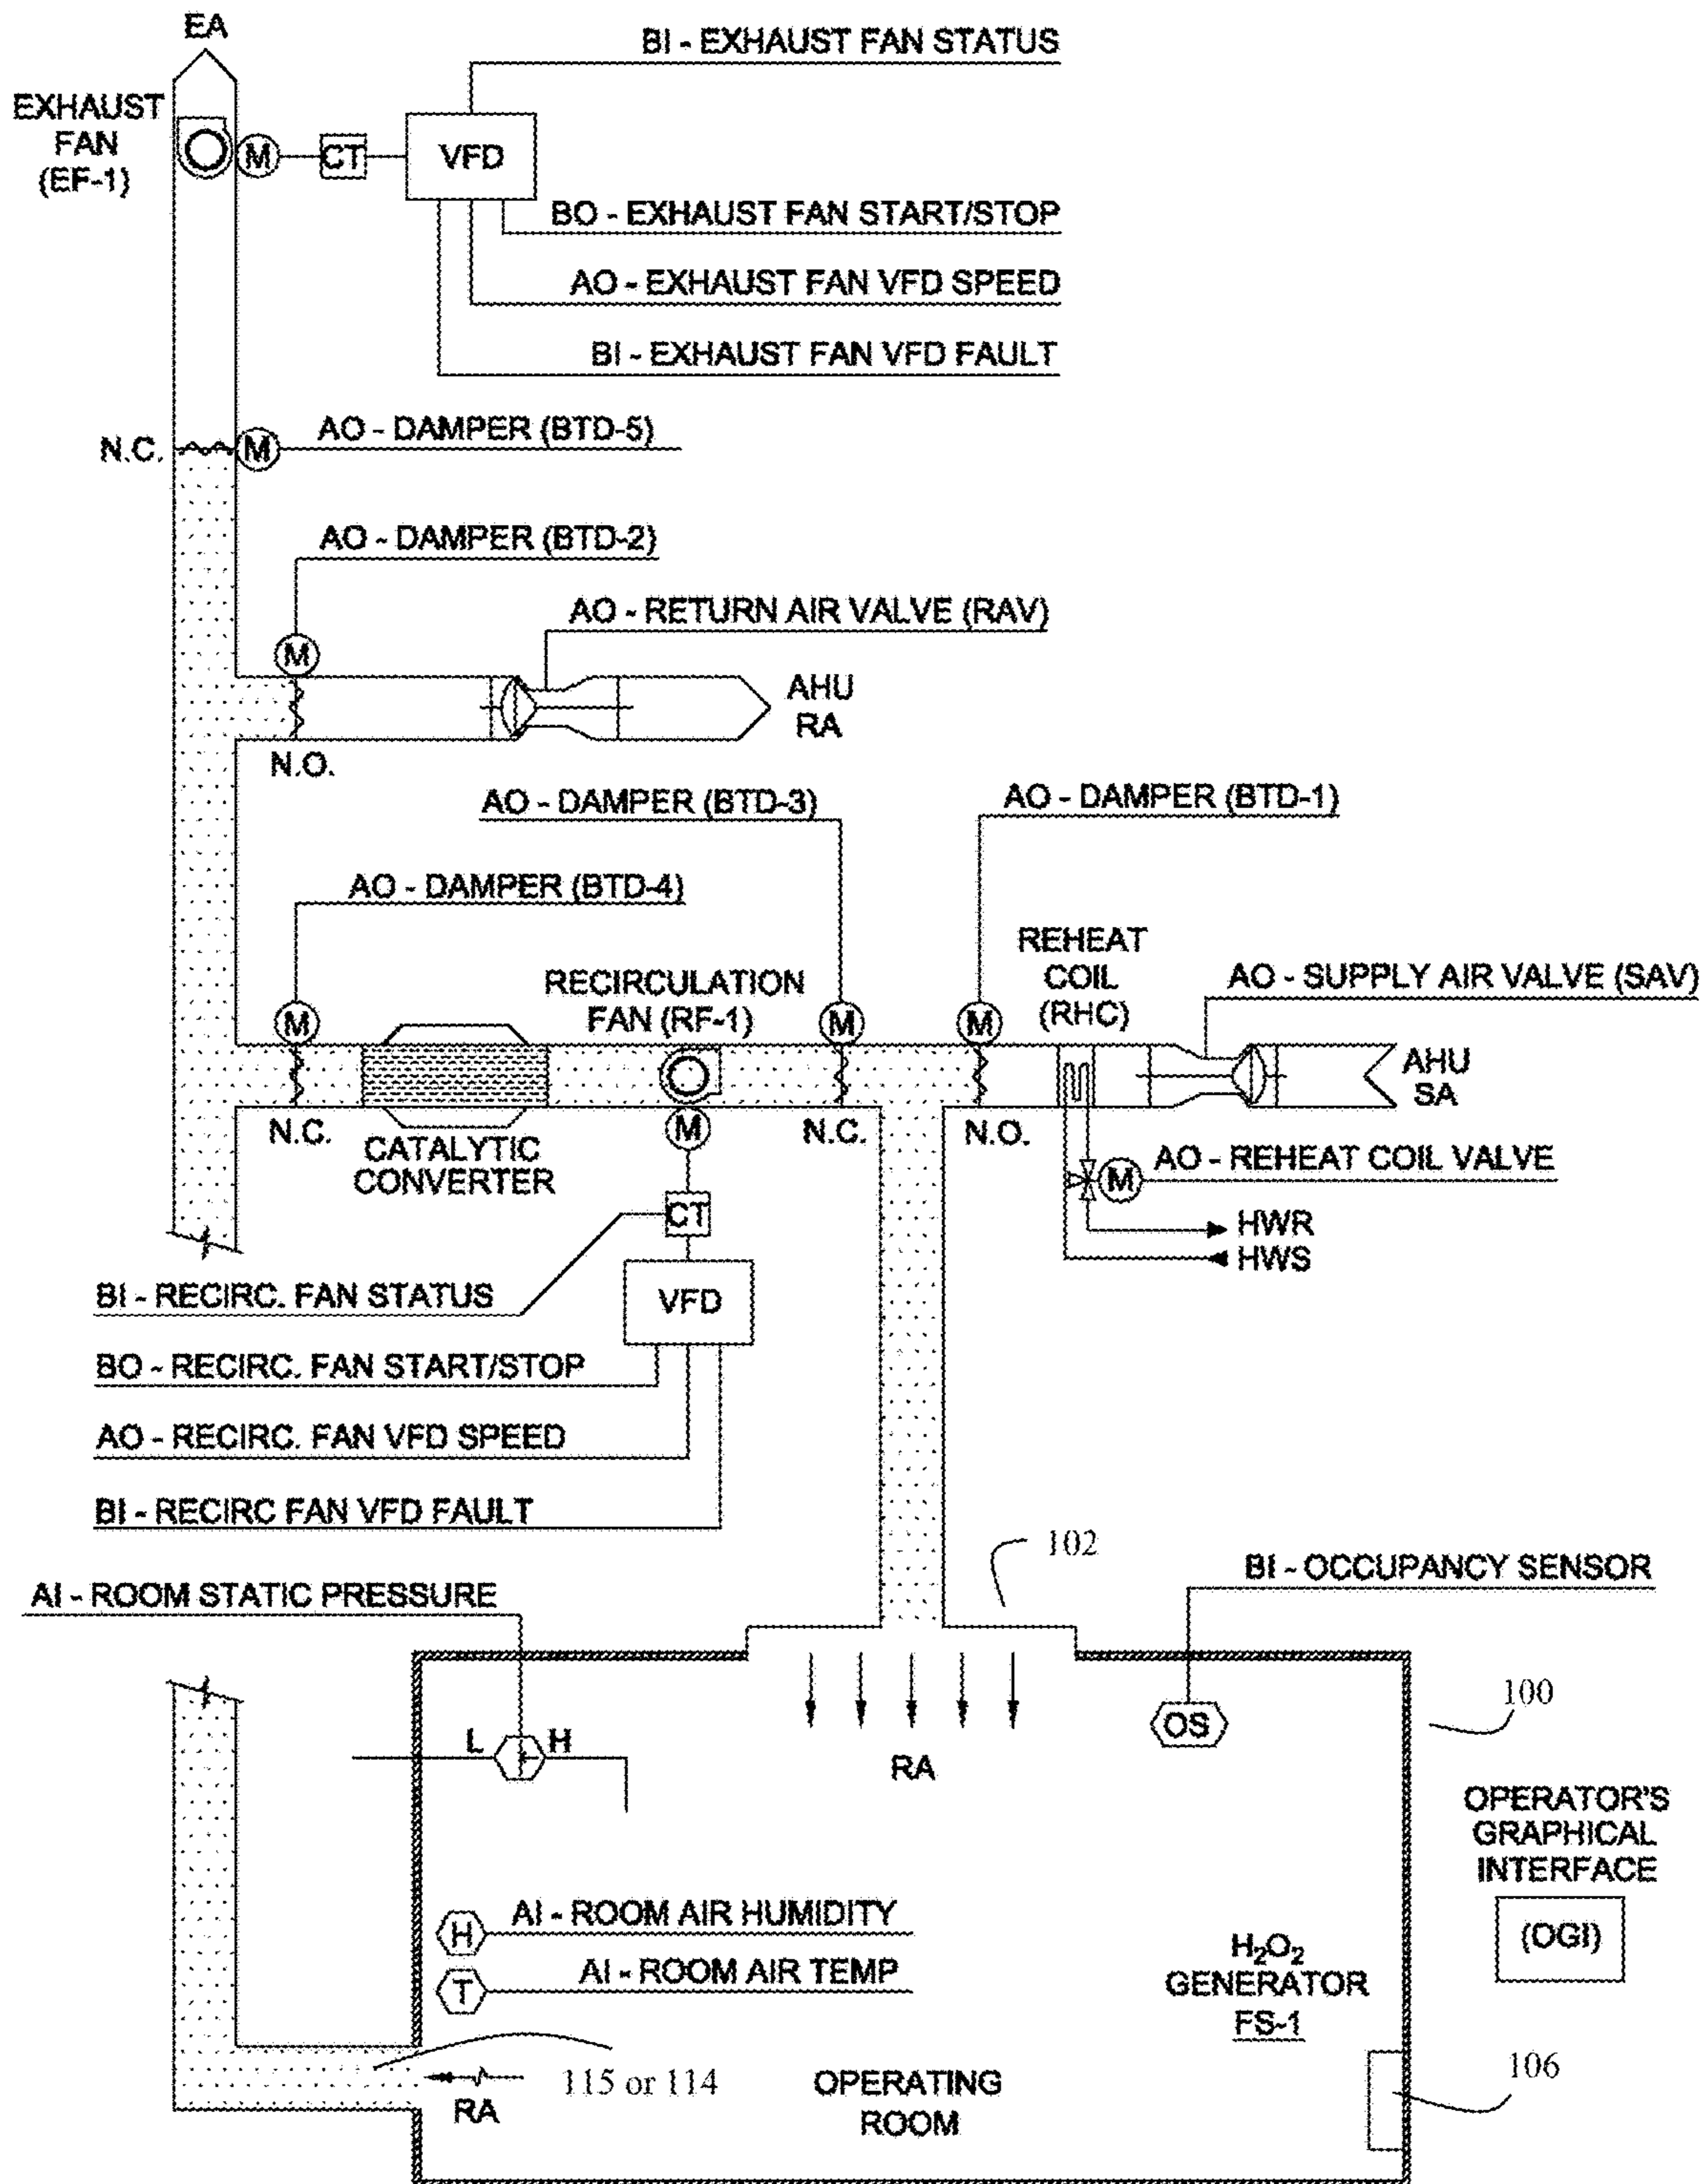 EA
BI - EXHAUST FAN STATUS
EXHAUST
FAN
(EF-1)
M
CT
VFD
BO - EXHAUST FAN START/STOP
AO - EXHAUST FAN VFD SPEED
BI - EXHAUST FAN VFD FAULT
N.C.
M
AO - DAMPER (BTD-5)
AO - DAMPER (BTD-2)
M
AO - RETURN AIR VALVE (RAV)
AHU
RA
N.O.
AO - DAMPER (BTD-3)
AO - DAMPER (BTD-1)
AO - DAMPER (BTD-4)
RECIRCULATION
FAN (RF-1)
REHEAT
COIL
(RHC)
AO - SUPPLY AIR VALVE (SAV)
M
M
M
AHU
SA
N.C.
CATALYTIC
CONVERTER
M
N.C.
N.O.
M
AO - REHEAT COIL VALVE
CT
HWR
HWS
BI - RECIRC. FAN STATUS
VFD
BO - RECIRC. FAN START/STOP
AO - RECIRC. FAN VFD SPEED
BI - RECIRC FAN VFD FAULT
102
BI - OCCUPANCY SENSOR
AI - ROOM STATIC PRESSURE
100
OS
L
H
RA
OPERATOR'S
GRAPHICAL
INTERFACE
(OGI)
H
AI - ROOM AIR HUMIDITY
T
AI - ROOM AIR TEMP
H₂O₂
GENERATOR
FS-1
115 or 114
RA
OPERATING
ROOM
106